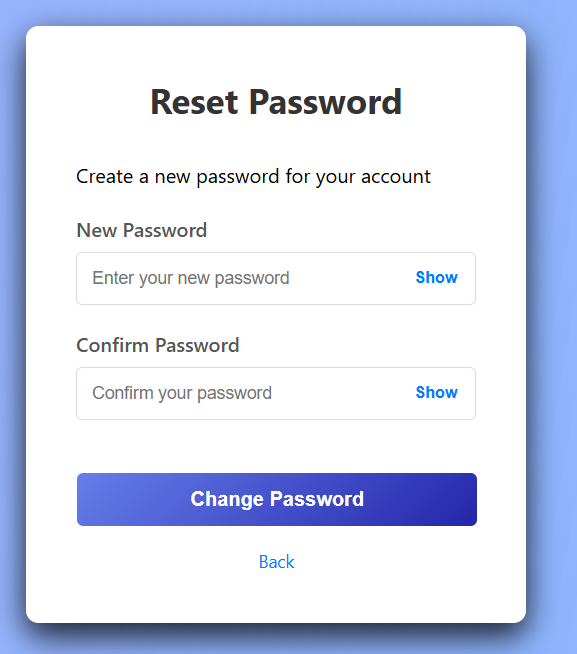 Reset Password
Create a new password for your account
New Password
Enter your new password Show
Confirm Password
Confirm your password Show
Change Password
Back